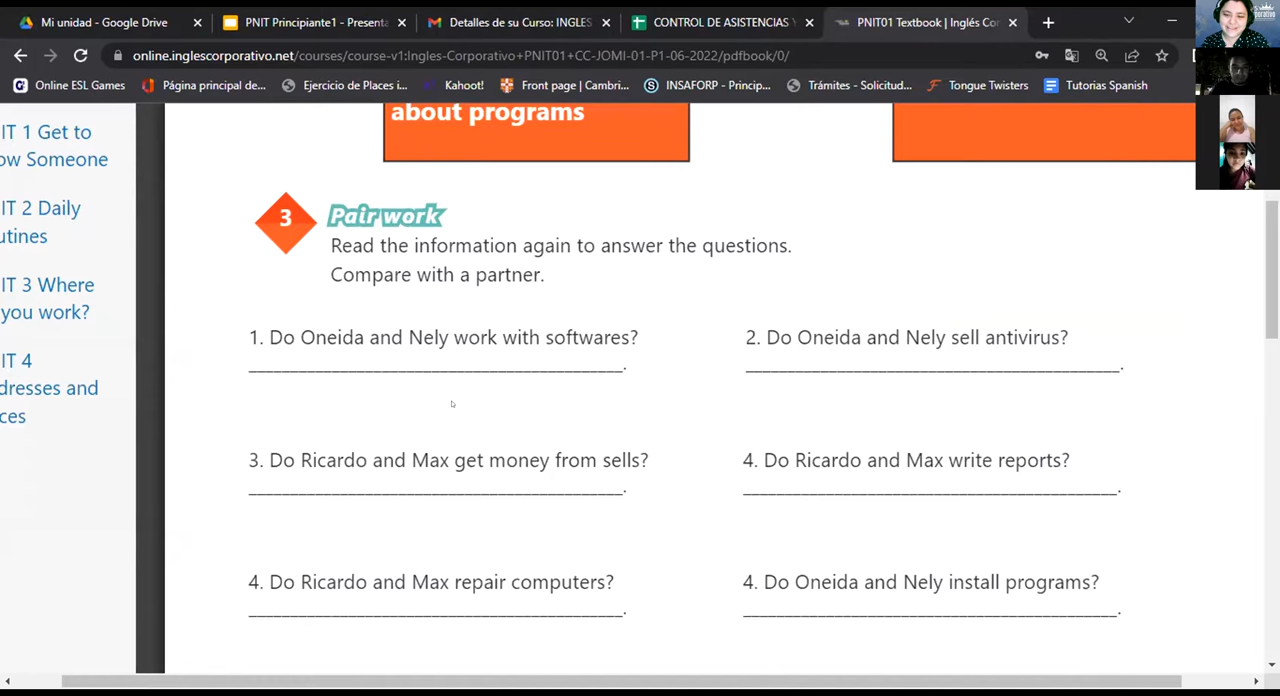 Mi unidad - Google Drive
PNIT Principiante1 - Presenta
Detalles de su Curso: INGLES
CONTROL DE ASISTENCIAS Y
PNIT01 Textbook | Inglés Cor
online.inglescorporativo.net/courses/course-v1:Ingles-Corporativo+PNIT01+CC-JOMI-01-P1-06-2022/pdfbook/0/
Online ESL Games
Página principal de...
Ejercicio de Places i...
Kahoot!
Front page | Cambri...
INSAFORP - Princip...
Trámites - Solicitud...
Tongue Twisters
Tutorias Spanish
IT 1 Get to
ow Someone
IT 2 Daily
utines
IT 3 Where
you work?
IT 4
dresses and
ces
about programs
3
Pair work
Read the information again to answer the questions.
Compare with a partner.
1. Do Oneida and Nely work with softwares?
2. Do Oneida and Nely sell antivirus?
3. Do Ricardo and Max get money from sells?
4. Do Ricardo and Max write reports?
4. Do Ricardo and Max repair computers?
4. Do Oneida and Nely install programs?